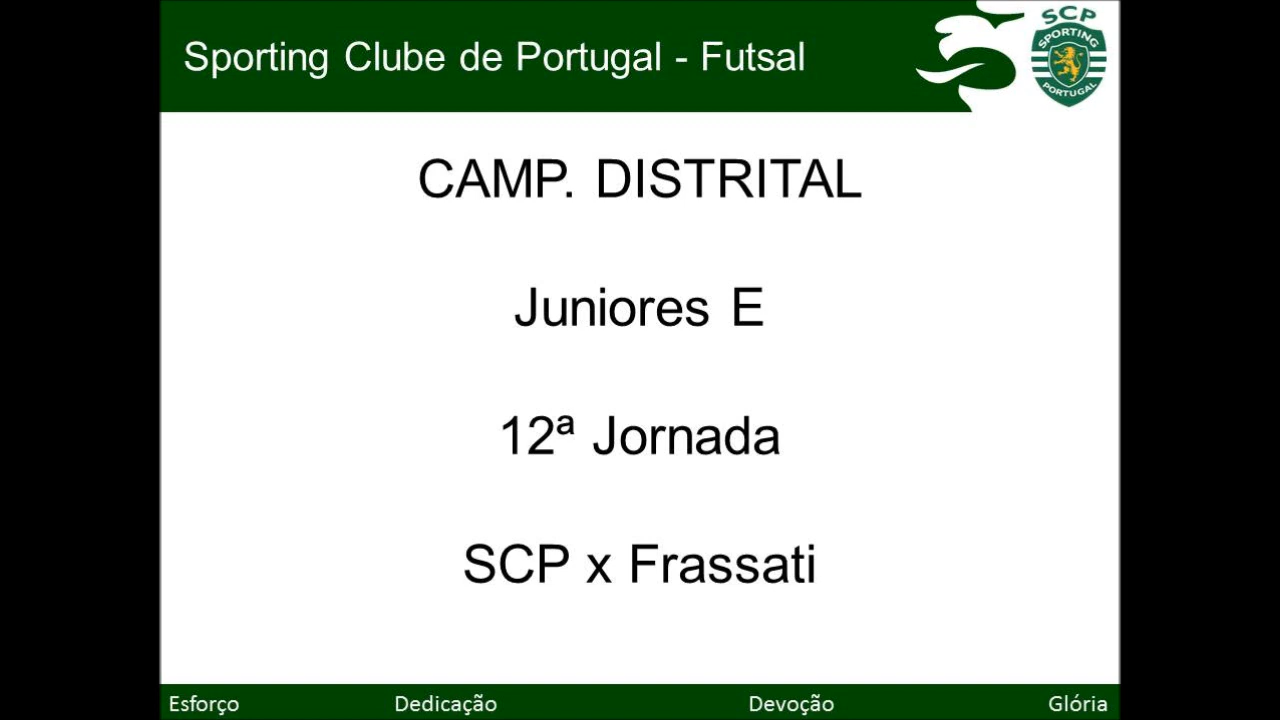 Sporting Clube de Portugal - Futsal
SCP
SPORTING
PORTUGAL
CAMP. DISTRITAL
Juniores E
12ª Jornada
SCP x Frassati
Esforço Dedicação Devoção Glória